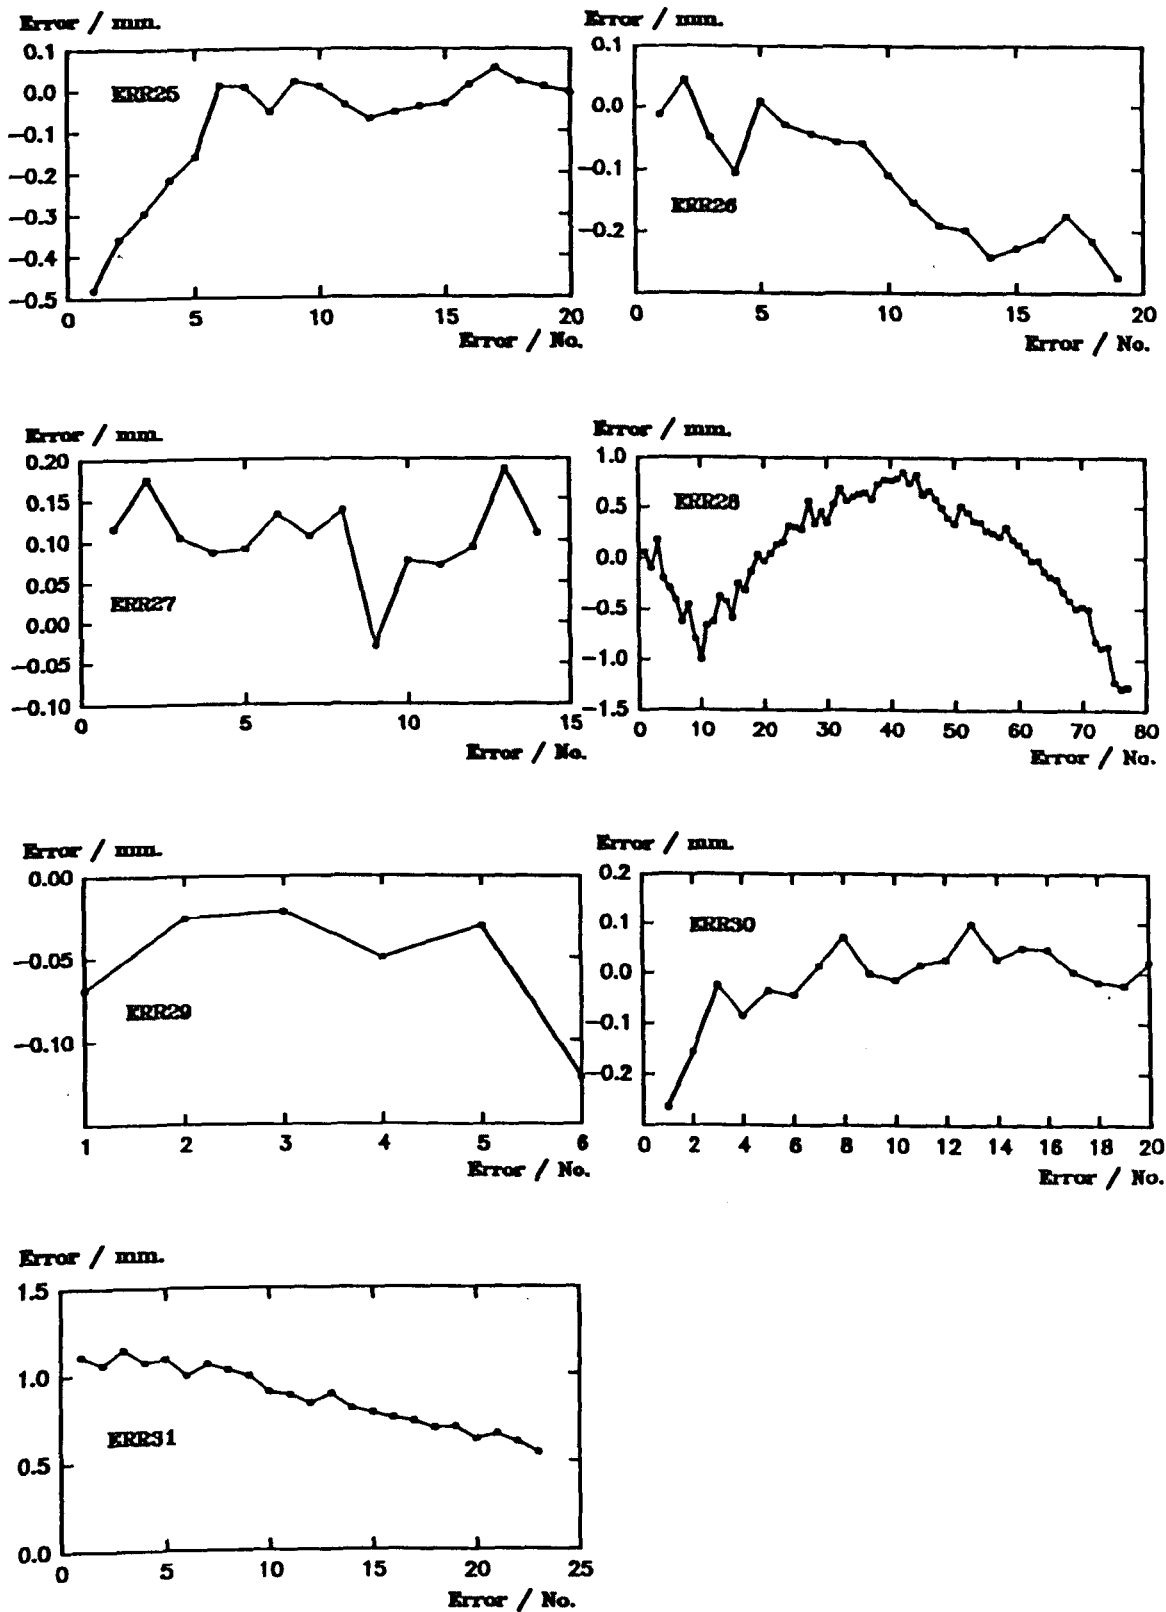 Error / mm.
0.1
0.0
−0.1
−0.2
−0.3
−0.4
−0.5
ERR25
0 5 10 15 20
Error / No.
Error / mm.
0.1
0.0
−0.1
−0.2
ERR26
0 5 10 15 20
Error / No.
Error / mm.
0.20
0.15
0.10
0.05
0.00
−0.05
−0.10
ERR27
0 5 10 15
Error / No.
Error / mm.
1.0
0.5
0.0
−0.5
−1.0
−1.5
ERR28
0 10 20 30 40 50 60 70 80
Error / No.
Error / mm.
0.00
−0.05
−0.10
ERR29
1 2 3 4 5 6
Error / No.
Error / mm.
0.2
0.1
0.0
−0.1
−0.2
ERR30
0 2 4 6 8 10 12 14 16 18 20
Error / No.
Error / mm.
1.5
1.0
0.5
0.0
ERR31
0 5 10 15 20 25
Error / No.